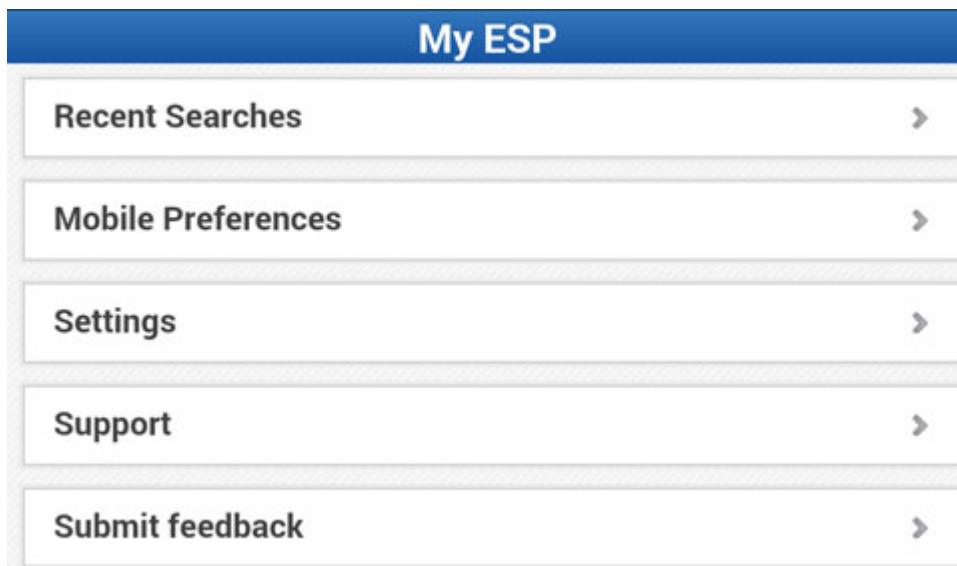 My ESP
Recent Searches
Mobile Preferences
Settings
Support
Submit feedback